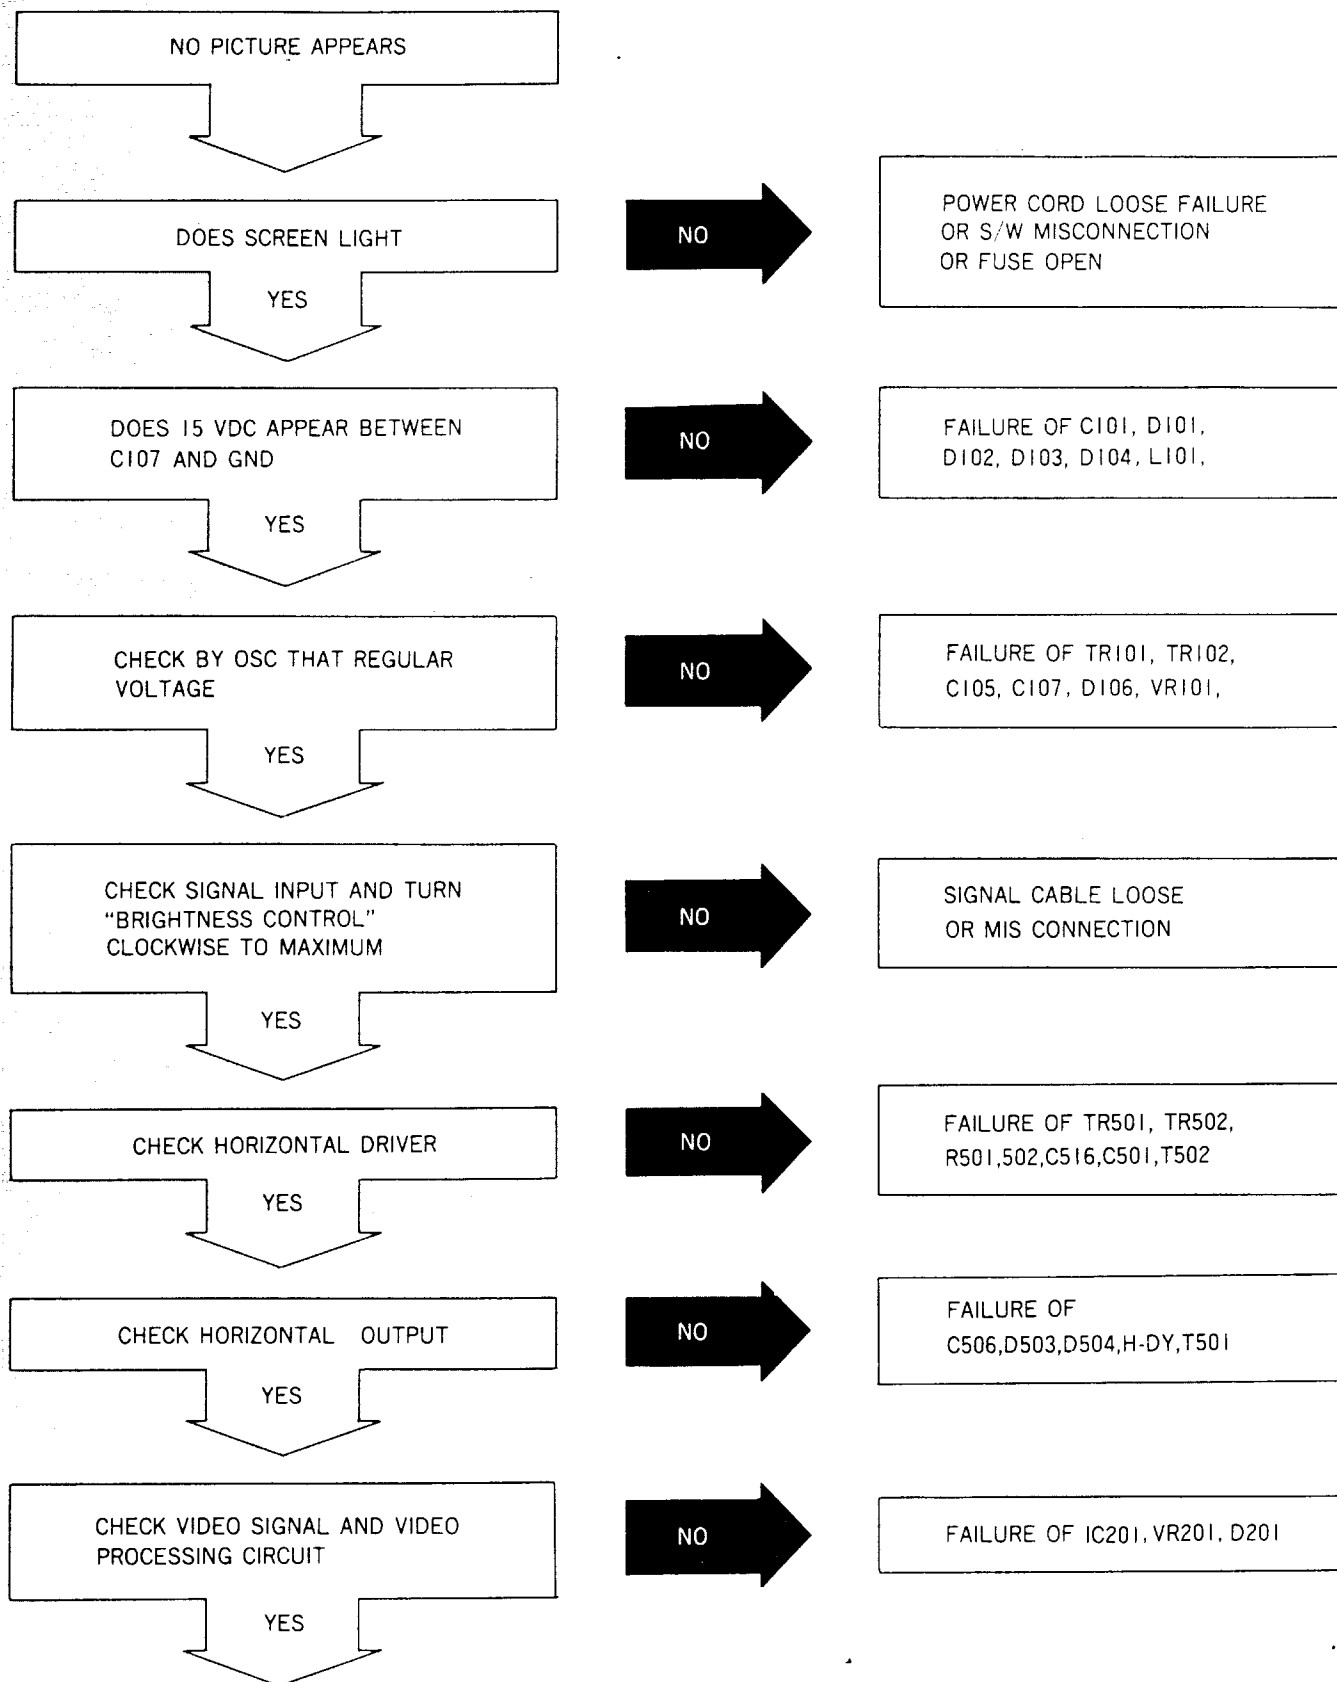 NO PICTURE APPEARS
DOES SCREEN LIGHT
NO
POWER CORD LOOSE FAILURE
OR S/W MISCONNECTION
OR FUSE OPEN
YES
DOES 15 VDC APPEAR BETWEEN
C107 AND GND
NO
FAILURE OF C101, D101,
D102, D103, D104, L101,
YES
CHECK BY OSC THAT REGULAR
VOLTAGE
NO
FAILURE OF TR101, TR102,
C105, C107, D106, VR101,
YES
CHECK SIGNAL INPUT AND TURN
"BRIGHTNESS CONTROL"
CLOCKWISE TO MAXIMUM
NO
SIGNAL CABLE LOOSE
OR MIS CONNECTION
YES
CHECK HORIZONTAL DRIVER
NO
FAILURE OF TR501, TR502,
R501,502,C516,C501,T502
YES
CHECK HORIZONTAL OUTPUT
NO
FAILURE OF
C506,D503,D504,H-DY,T501
YES
CHECK VIDEO SIGNAL AND VIDEO
PROCESSING CIRCUIT
NO
FAILURE OF IC201, VR201, D201
YES